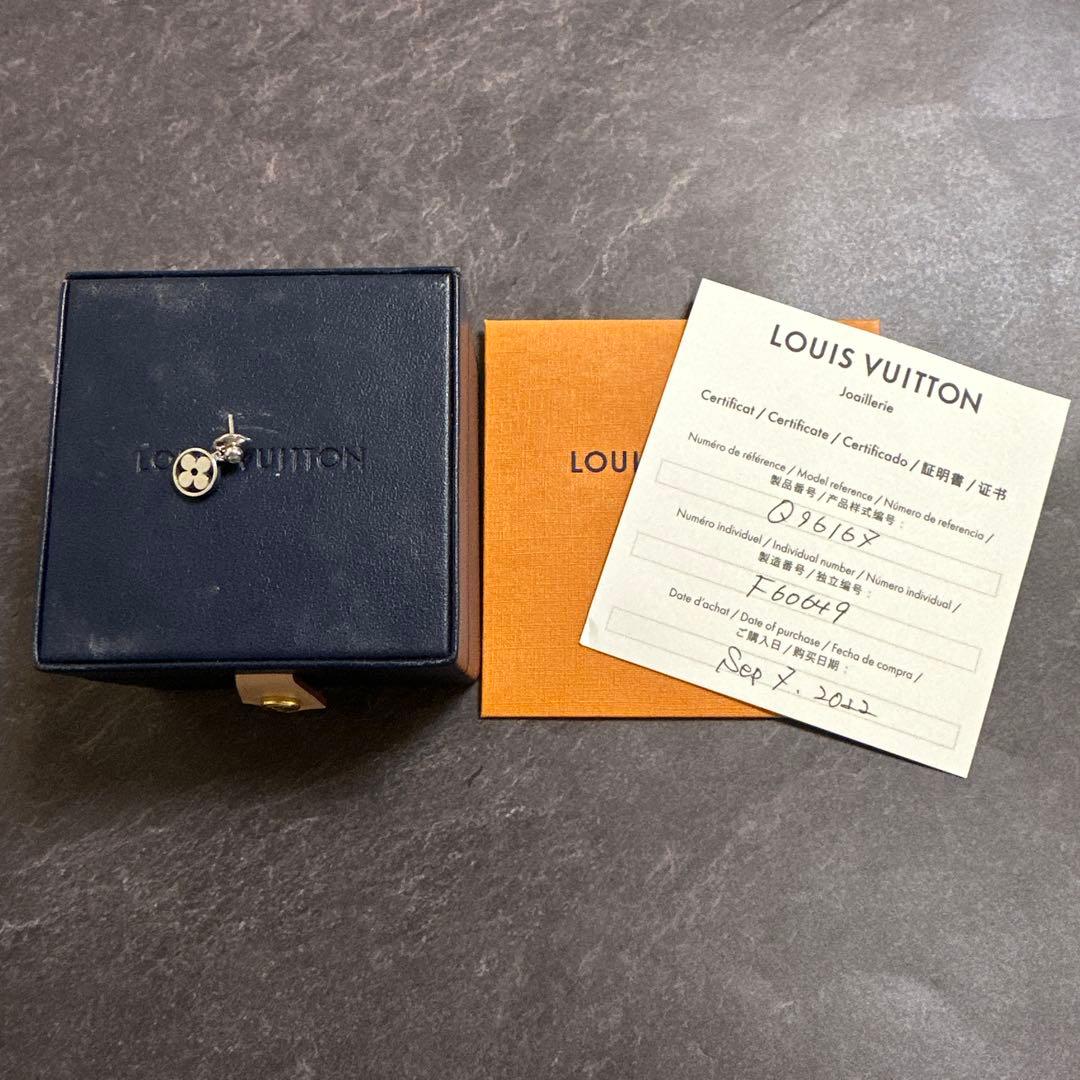 LOUIS VUITTON
LOUI
LOUIS VUITTON
Joaillerie
Certificat / Certificate / Certificado / 証明書 / 证书
Numéro de référence / Model reference / Número de referencia /
製品番号 / 产品样式编号 :
Q96167
Numéro individuel / Individual number / Número individual /
製造番号 / 独立编号 :
F60649
Date d'achat / Date of purchase / Fecha de compra /
ご購入日 / 购买日期 :
Sep 7. 2022